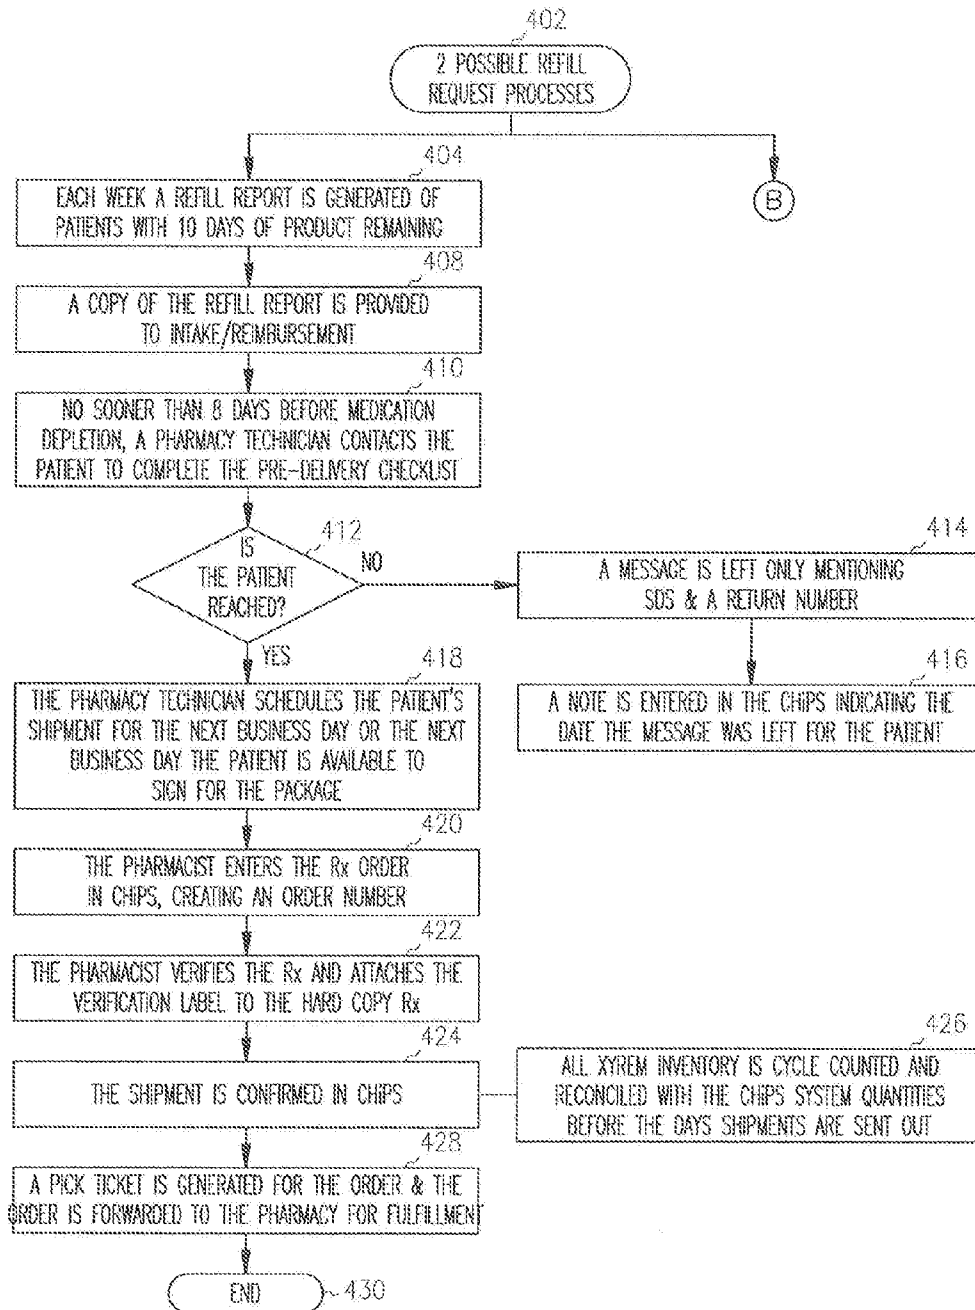 402
2 POSSIBLE REFILL
REQUEST PROCESSES
404
EACH WEEK A REFILL REPORT IS GENERATED OF
PATIENTS WITH 10 DAYS OF PRODUCT REMAINING
B
408
A COPY OF THE REFILL REPORT IS PROVIDED
TO INTAKE/REIMBURSEMENT
410
NO SOONER THAN 8 DAYS BEFORE MEDICATION
DEPLETION, A PHARMACY TECHNICIAN CONTACTS THE
PATIENT TO COMPLETE THE PRE-DELIVERY CHECKLIST
412
IS
THE PATIENT
REACHED?
NO
414
A MESSAGE IS LEFT ONLY MENTIONING
SDS & A RETURN NUMBER
416
A NOTE IS ENTERED IN THE CHIPS INDICATING THE
DATE THE MESSAGE WAS LEFT FOR THE PATIENT
YES
418
THE PHARMACY TECHNICIAN SCHEDULES THE PATIENT'S
SHIPMENT FOR THE NEXT BUSINESS DAY OR THE NEXT
BUSINESS DAY THE PATIENT IS AVAILABLE TO
SIGN FOR THE PACKAGE
420
THE PHARMACIST ENTERS THE Rx ORDER
IN CHIPS, CREATING AN ORDER NUMBER
422
THE PHARMACIST VERIFIES THE Rx AND ATTACHES THE
VERIFICATION LABEL TO THE HARD COPY Rx
424
THE SHIPMENT IS CONFIRMED IN CHIPS
426
ALL XYREM INVENTORY IS CYCLE COUNTED AND
RECONCILED WITH THE CHIPS SYSTEM QUANTITIES
BEFORE THE DAYS SHIPMENTS ARE SENT OUT
428
A PICK TICKET IS GENERATED FOR THE ORDER & THE
ORDER IS FORWARDED TO THE PHARMACY FOR FULFILLMENT
END
430